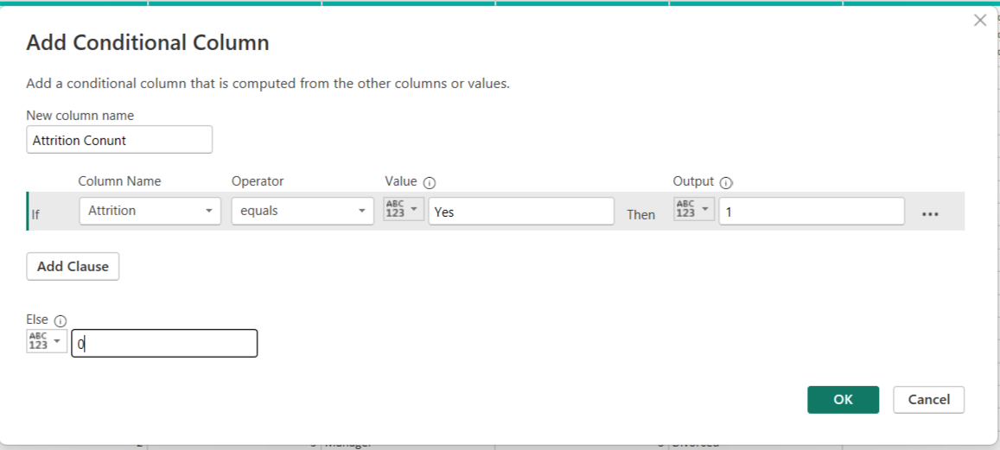 Add Conditional Column
Add a conditional column that is computed from the other columns or values.
New column name
Attrition Conunt
Column Name Operator Value Output
If Attrition equals ABC 123 Yes Then ABC 123 1 ...
Add Clause
Else
ABC 123 0
OK Cancel
Manager Divorced